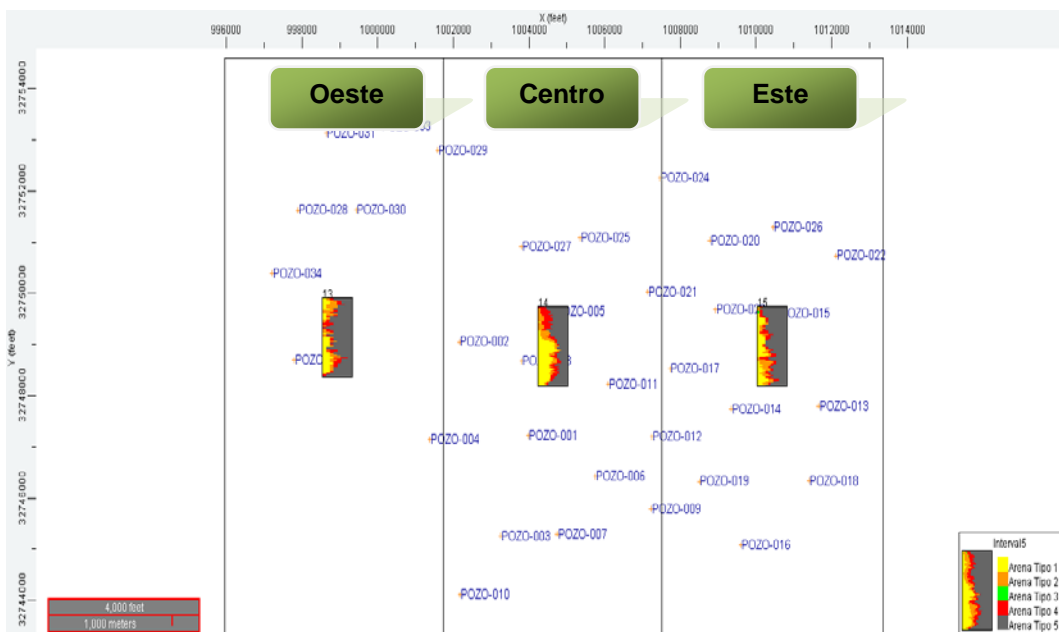 X (feet)
996000 998000 1000000 1002000 1004000 1006000 1008000 1010000 1012000 1014000
Oeste Centro Este
POZO-031
POZO-029
POZO-024
POZO-028 POZO-030
POZO-026
POZO-025
POZO-020
POZO-027
POZO-022
POZO-034
POZO-021
13 14 15
POZO-002
POZO-017
POZO-011
POZO-014 POZO-013
POZO-004 POZO-001 POZO-012
POZO-006
POZO-019 POZO-018
POZO-009
POZO-003 POZO-007
POZO-016
POZO-010
Y (feet)
32754000
32752000
32750000
32748000
32746000
32744000
4,000 feet
1,000 meters
Interval5
Arena Tipo 1
Arena Tipo 2
Arena Tipo 3
Arena Tipo 4
Arena Tipo 5